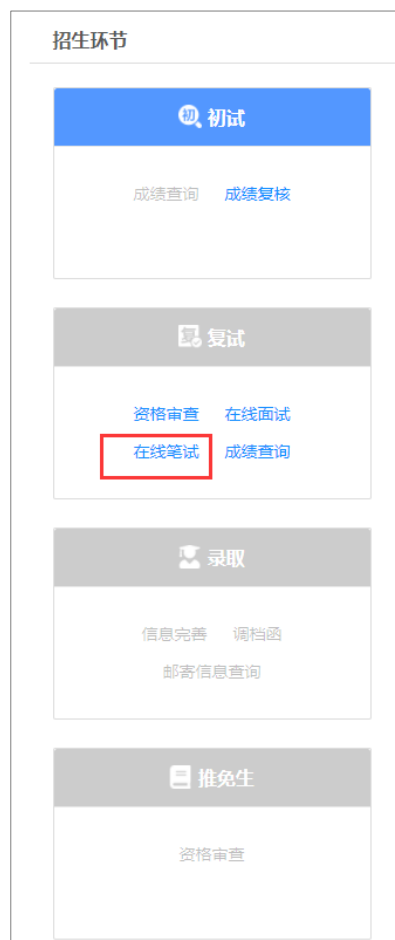 招生环节
初 初试
成绩查询 成绩复核
复 复试
资格审查 在线面试
在线笔试 成绩查询
录取
信息完善 调档函
邮寄信息查询
推免生
资格审查